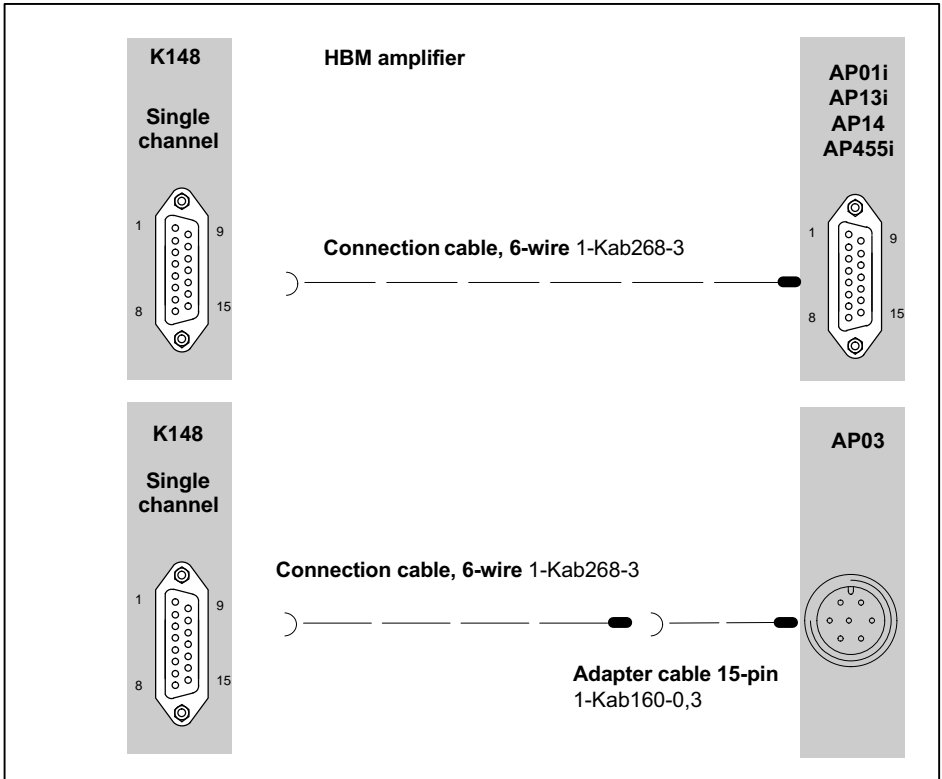 K148
HBM amplifier
AP01i
AP13i
AP14
AP455i
Single
channel
1
9
8
15
Connection cable, 6-wire 1-Kab268-3
1
9
8
15
K148
AP03
Single
channel
1
9
8
15
Connection cable, 6-wire 1-Kab268-3
Adapter cable 15-pin
1-Kab160-0,3